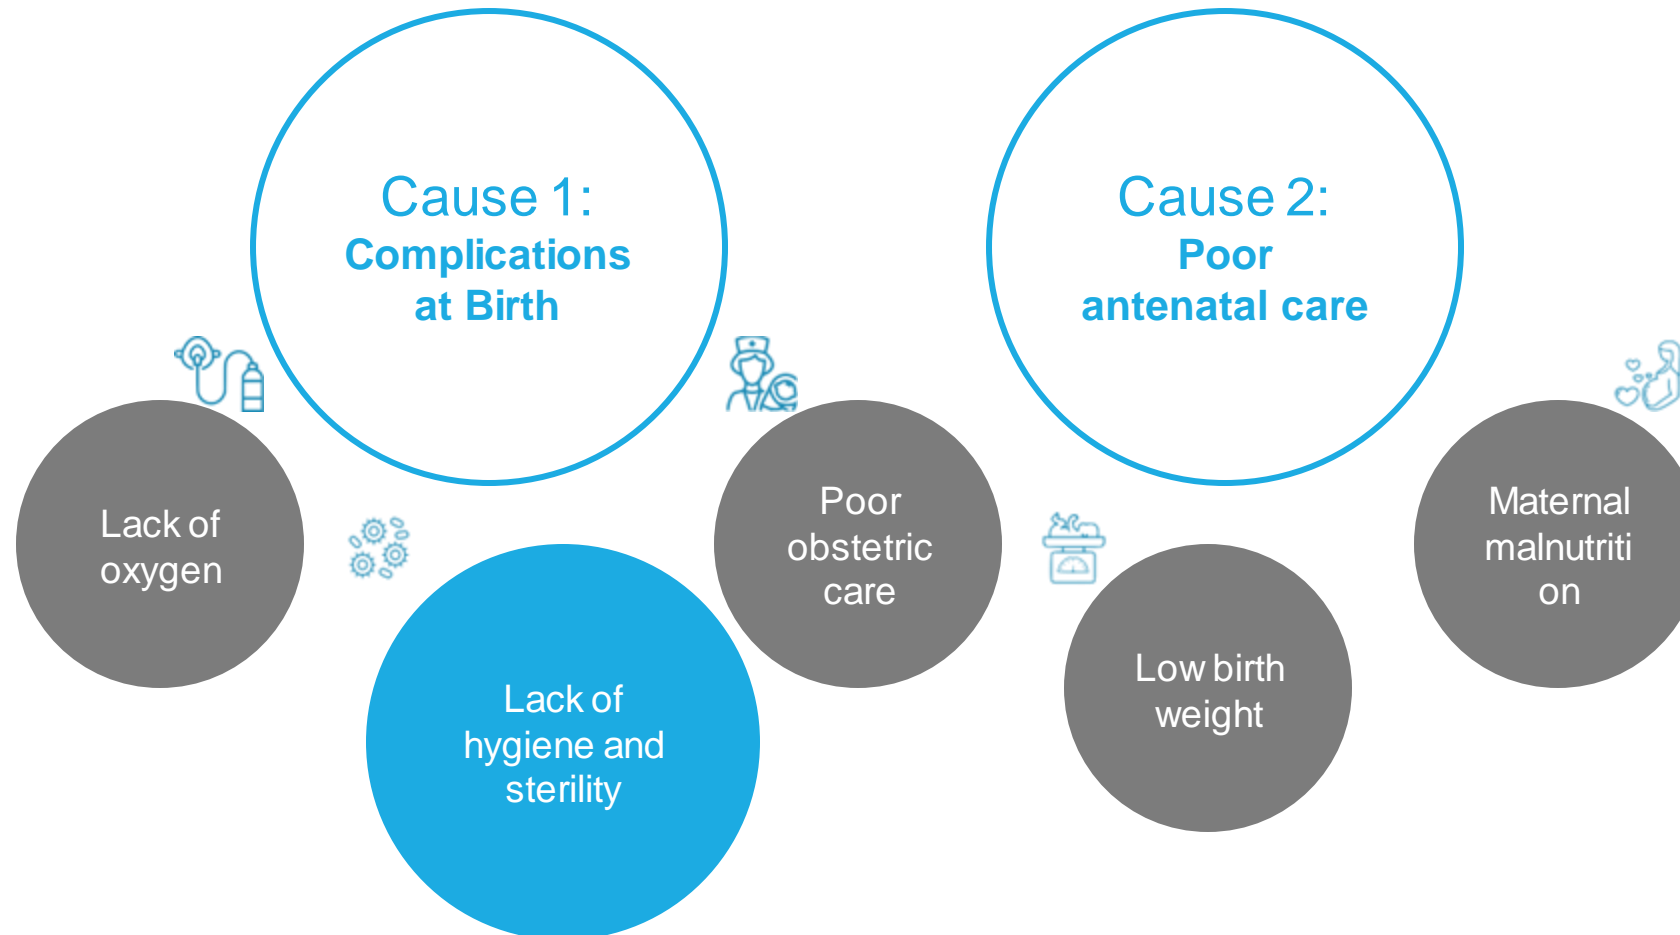 Cause 1:
Complications
at Birth
Cause 2:
Poor
antenatal care
Lack of
oxygen
Lack of
hygiene and
sterility
Poor
obstetric
care
Low birth
weight
Maternal
malnutriti
on